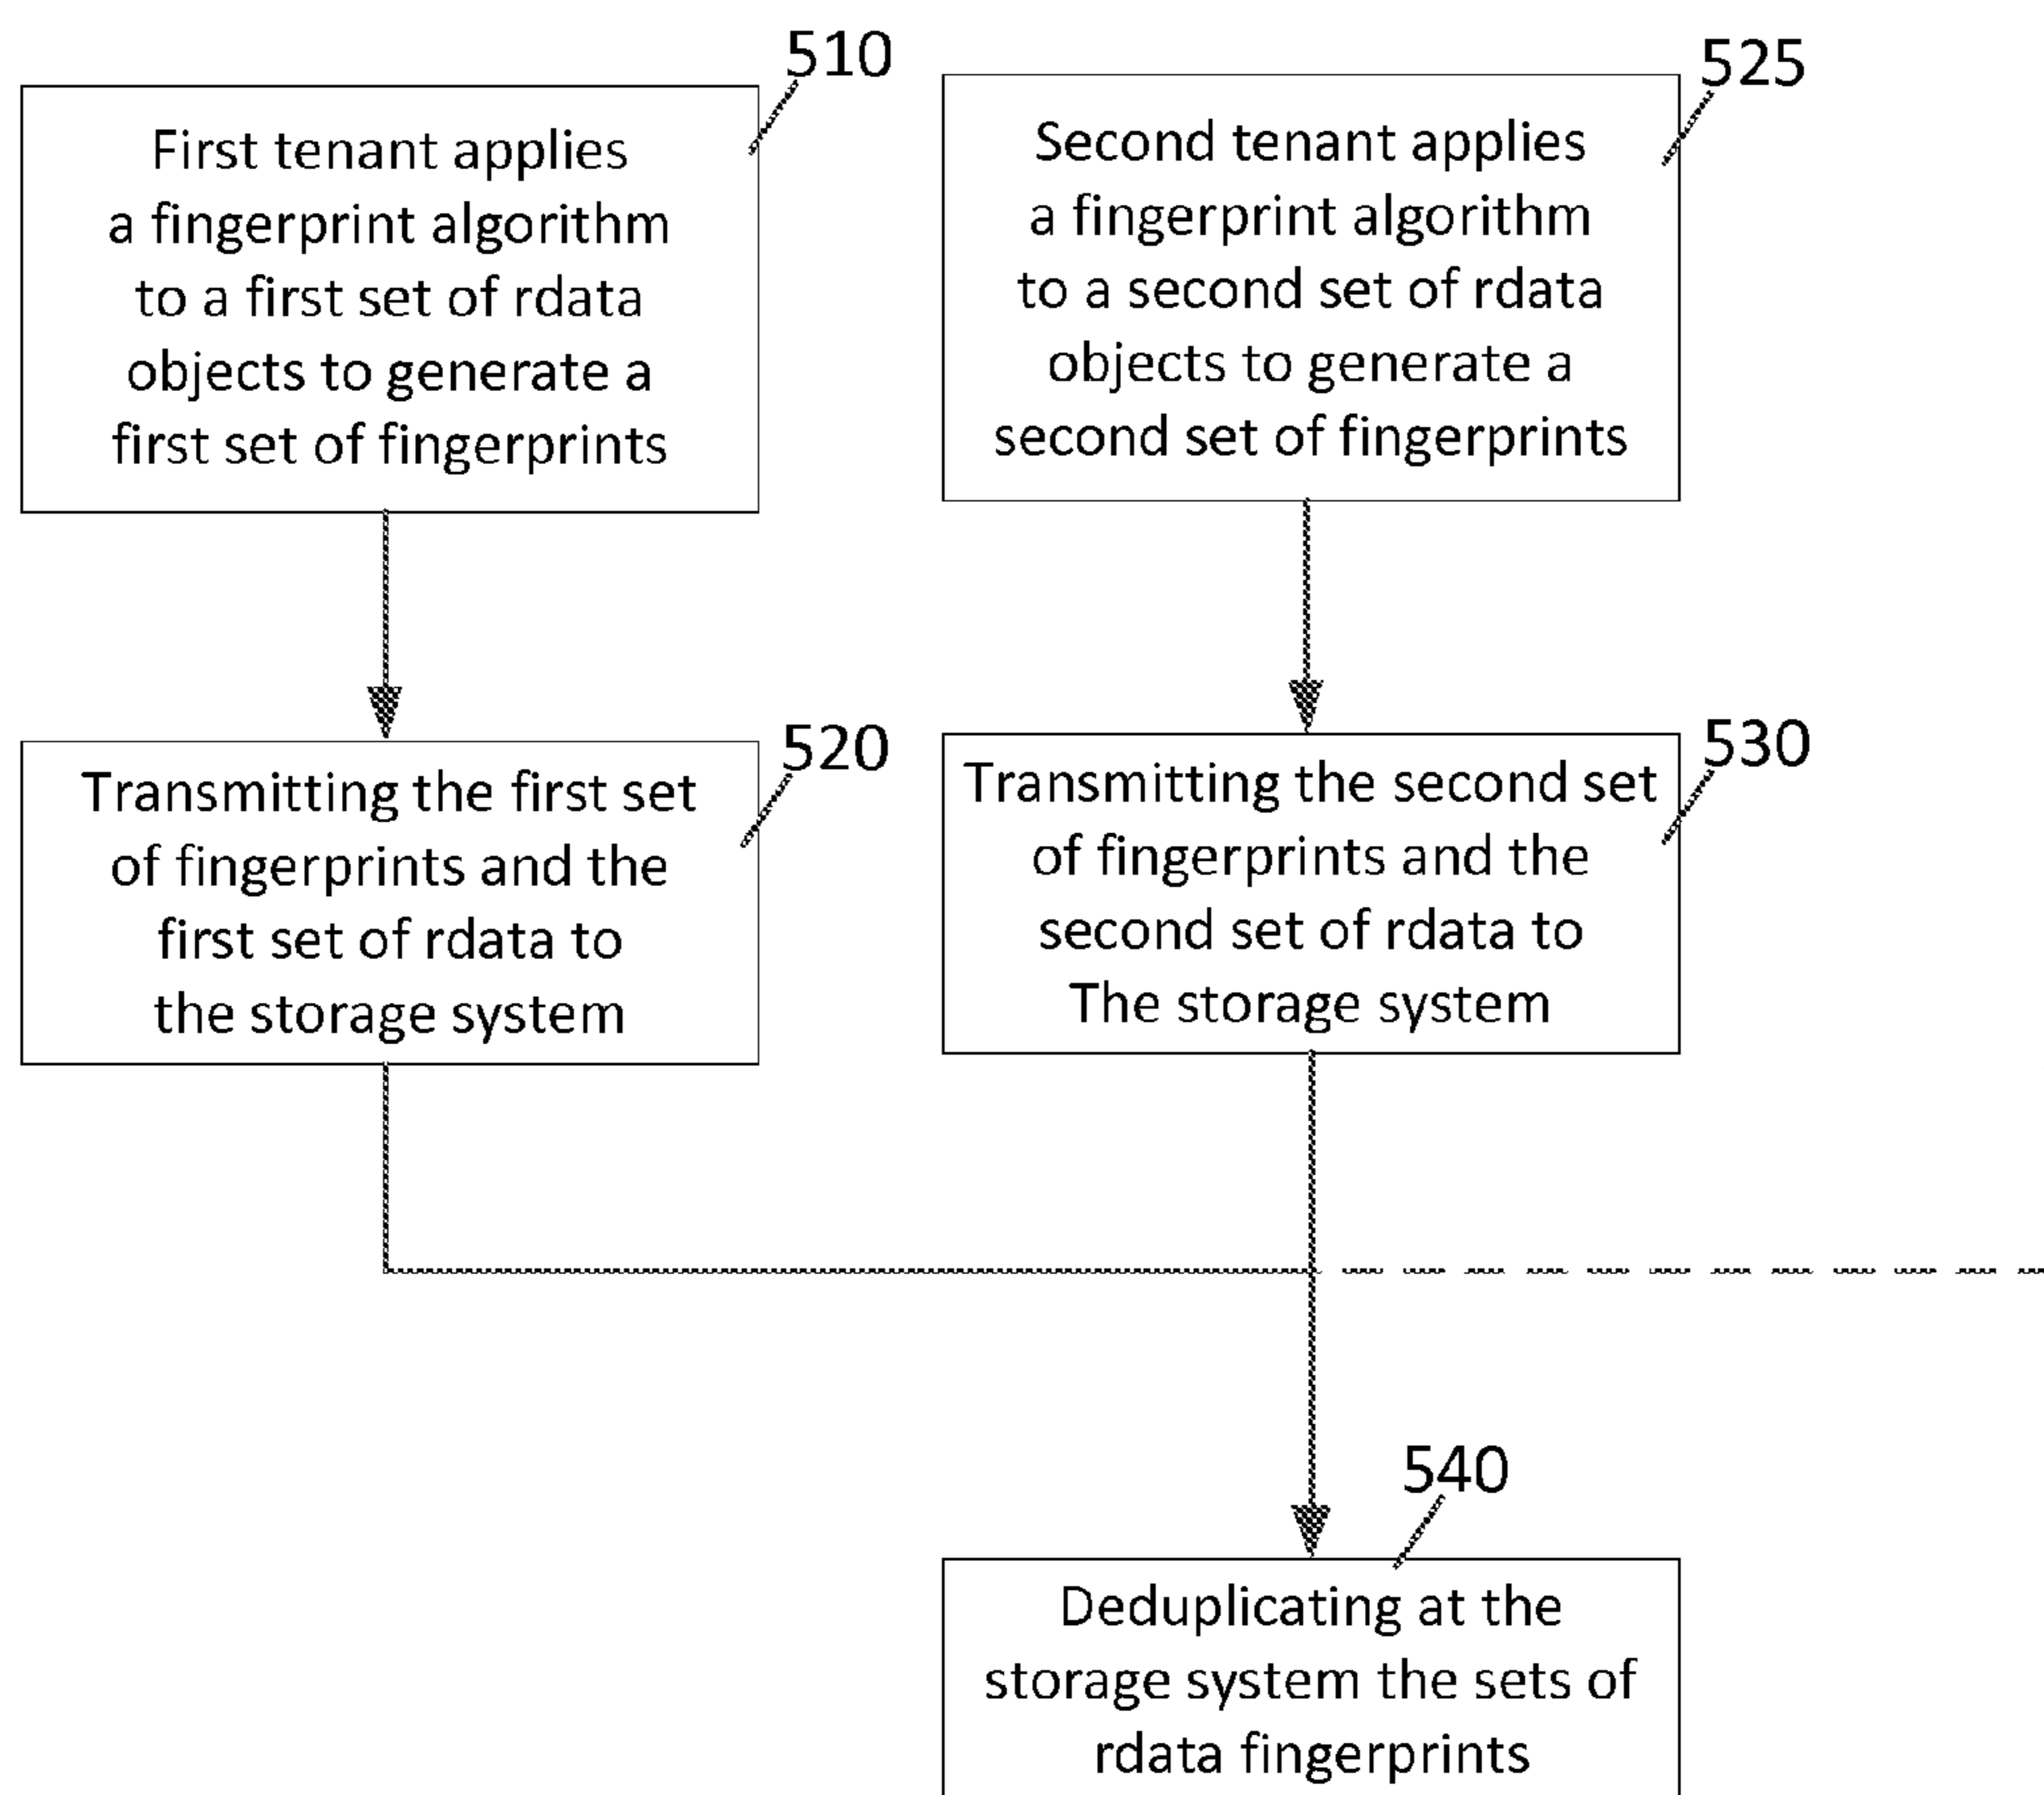 510
First tenant applies
a fingerprint algorithm
to a first set of rdata
objects to generate a
first set of fingerprints
525
Second tenant applies
a fingerprint algorithm
to a second set of rdata
objects to generate a
second set of fingerprints
520
Transmitting the first set
of fingerprints and the
first set of rdata to
the storage system
530
Transmitting the second set
of fingerprints and the
second set of rdata to
The storage system
540
Deduplicating at the
storage system the sets of
rdata fingerprints